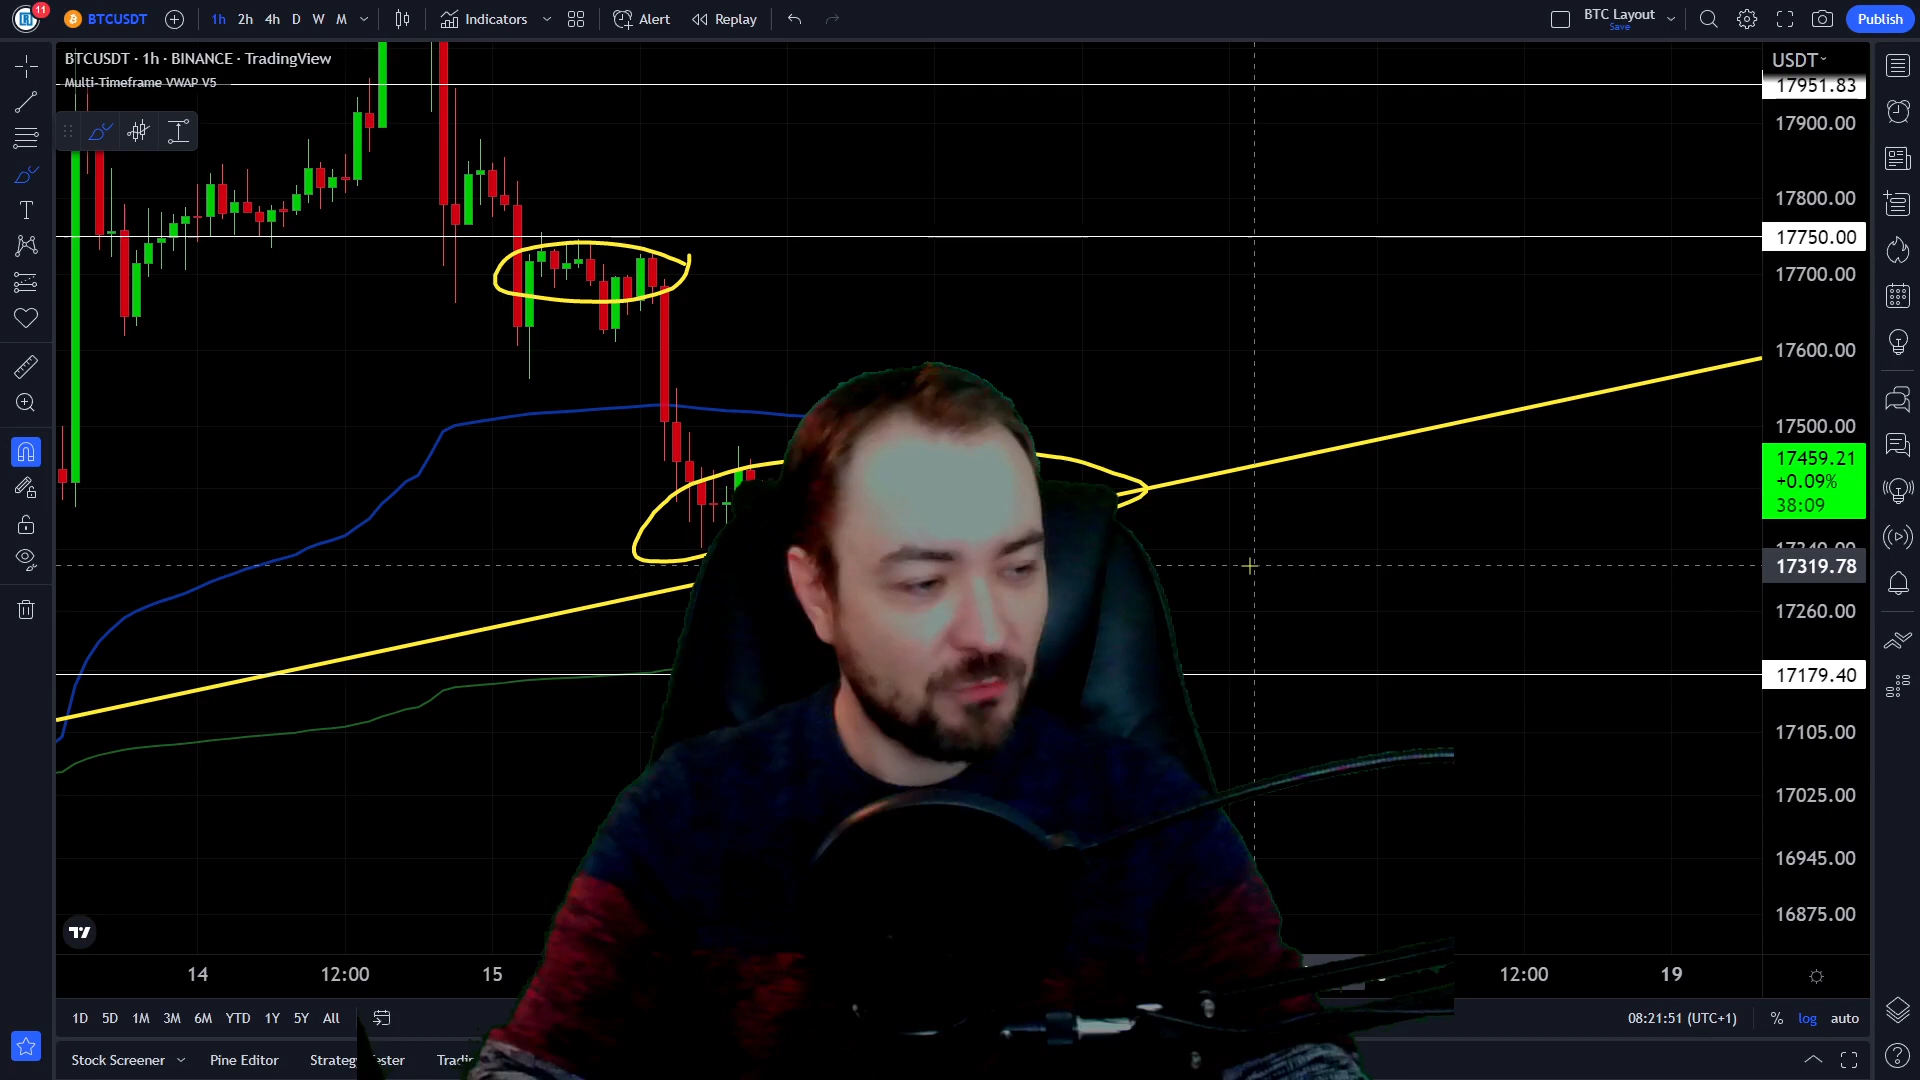 11
BTCUSDT
1h 2h 4h D W M
Indicators
Alert
Replay
BTC Layout
Save
Publish
BTCUSDT · 1h · BINANCE · TradingView
Multi-Timeframe VWAP V5
USDT
17951.83
17900.00
17800.00
17750.00
17700.00
17600.00
17500.00
17459.21
+0.09%
38:09
17340.00
17319.78
17260.00
17179.40
17105.00
17025.00
16945.00
16875.00
14 12:00 15 12:00 19
1D 5D 1M 3M 6M YTD 1Y 5Y All
08:21:51 (UTC+1) % log auto
Stock Screener Pine Editor